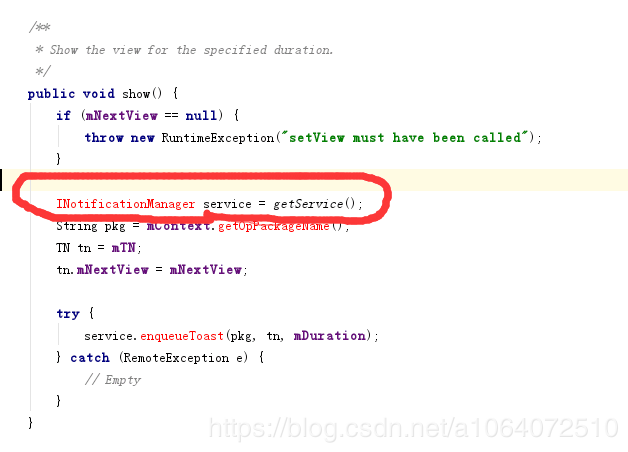 /**
* Show the view for the specified duration.
*/
public void show() {
if (mNextView == null) {
throw new RuntimeException("setView must have been called");
}
INotificationManager service = getService();
String pkg = mContext.getOpPackageName();
TN tn = mTN;
tn.mNextView = mNextView;
try {
service.enqueueToast(pkg, tn, mDuration);
} catch (RemoteException e) {
// Empty
}
}
https://blog.csdn.net/a1064072510